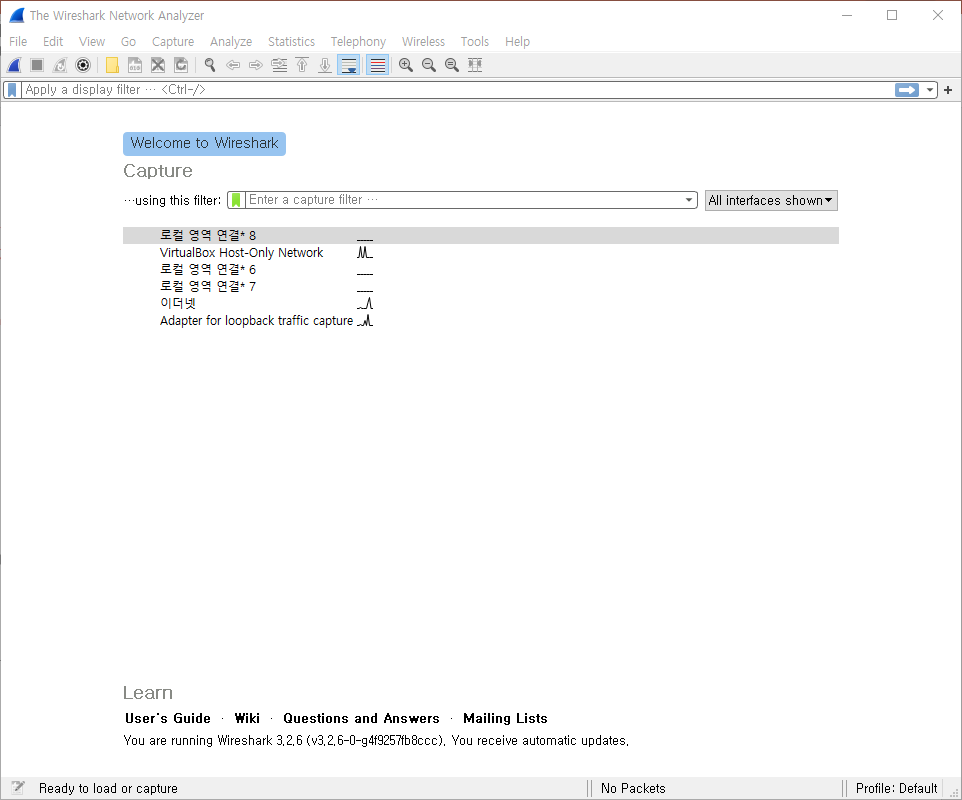 The Wireshark Network Analyzer
File Edit View Go Capture Analyze Statistics Telephony Wireless Tools Help
Apply a display filter ··· <Ctrl-/>
Welcome to Wireshark
Capture
···using this filter: Enter a capture filter ··· All interfaces shown
로컬 영역 연결* 8
VirtualBox Host-Only Network
로컬 영역 연결* 6
로컬 영역 연결* 7
이더넷
Adapter for loopback traffic capture
Learn
User's Guide · Wiki · Questions and Answers · Mailing Lists
You are running Wireshark 3.2.6 (v3.2.6-0-g4f9257fb8ccc). You receive automatic updates.
Ready to load or capture No Packets Profile: Default